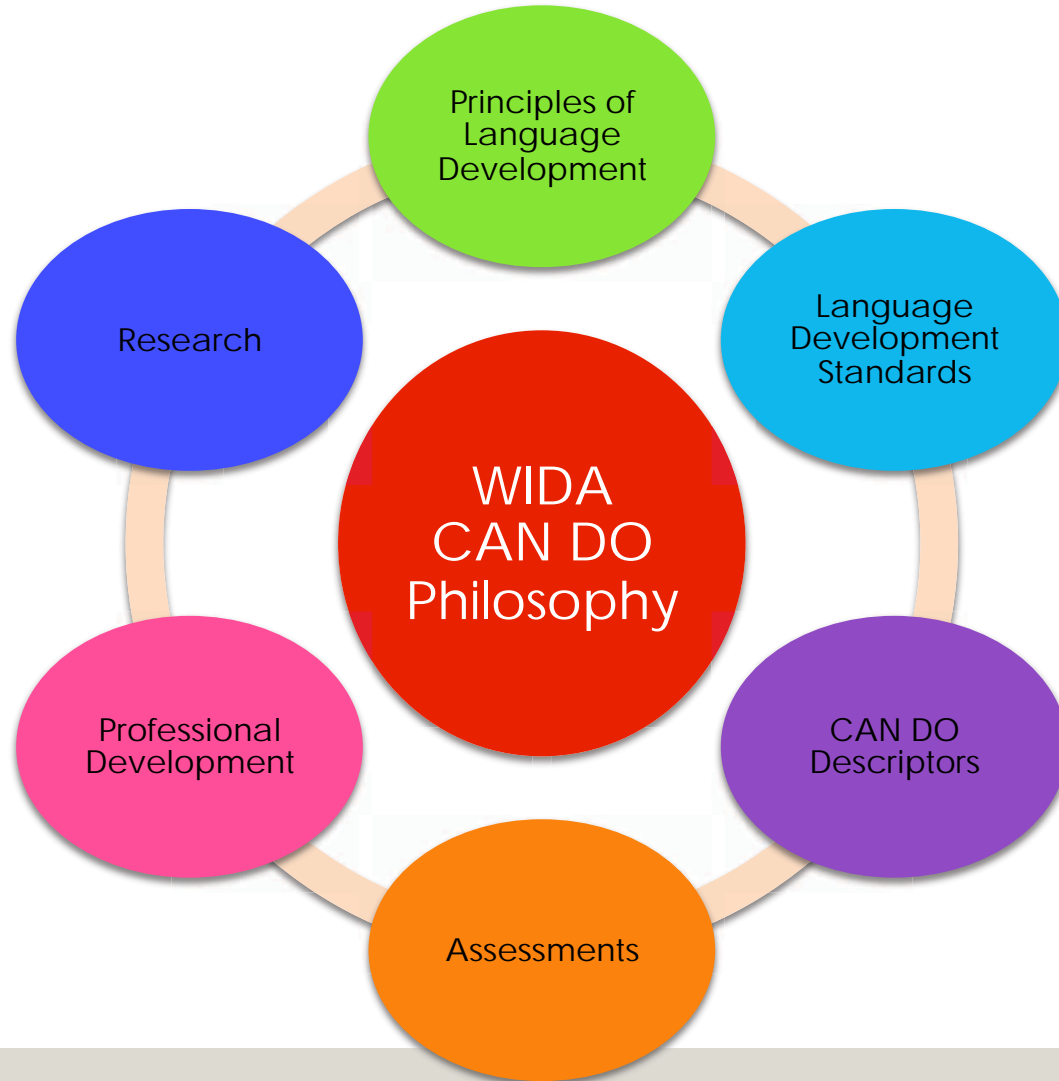 Principles of
Language
Development
Language
Development
Standards
CAN DO
Descriptors
Assessments
Professional
Development
Research
WIDA
CAN DO
Philosophy